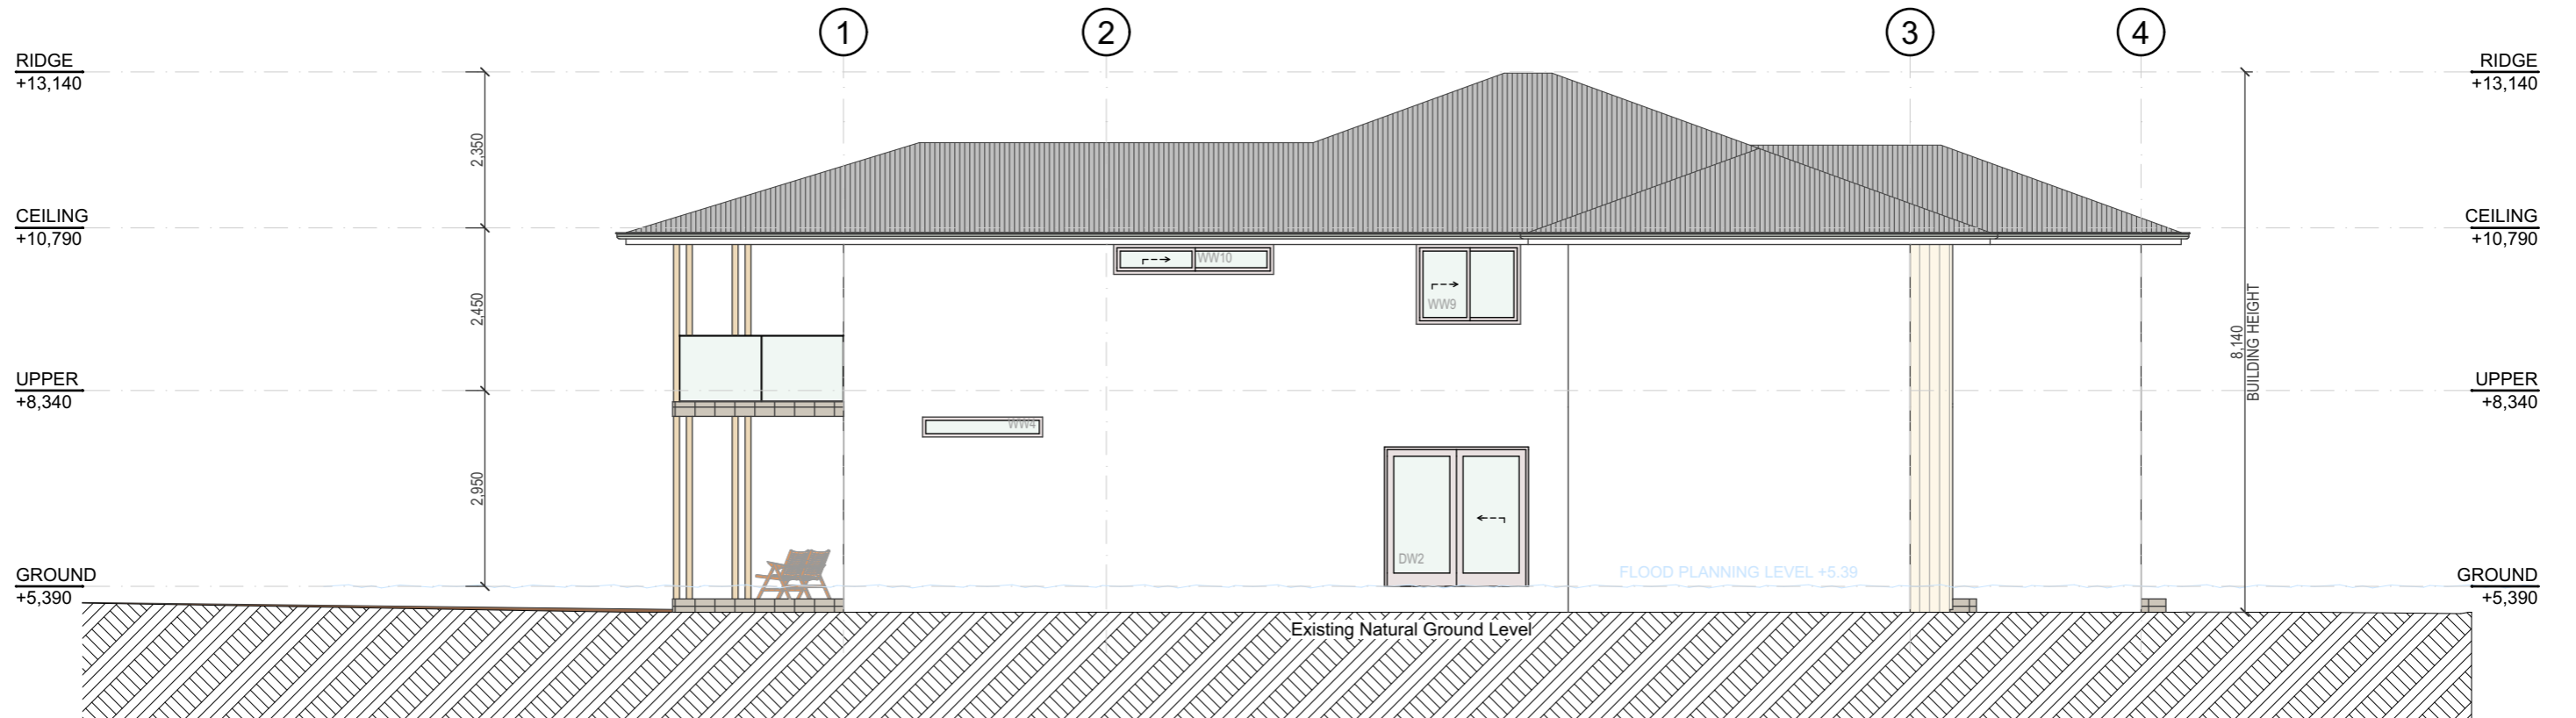 1
2
3
4
RIDGE
+13,140
RIDGE
+13,140
2,350
CEILING
+10,790
CEILING
+10,790
WW10
WW9
2,450
8,140
BUILDING HEIGHT
UPPER
+8,340
UPPER
+8,340
WW4
2,950
DW2
FLOOD PLANNING LEVEL +5.39
GROUND
+5,390
GROUND
+5,390
Existing Natural Ground Level